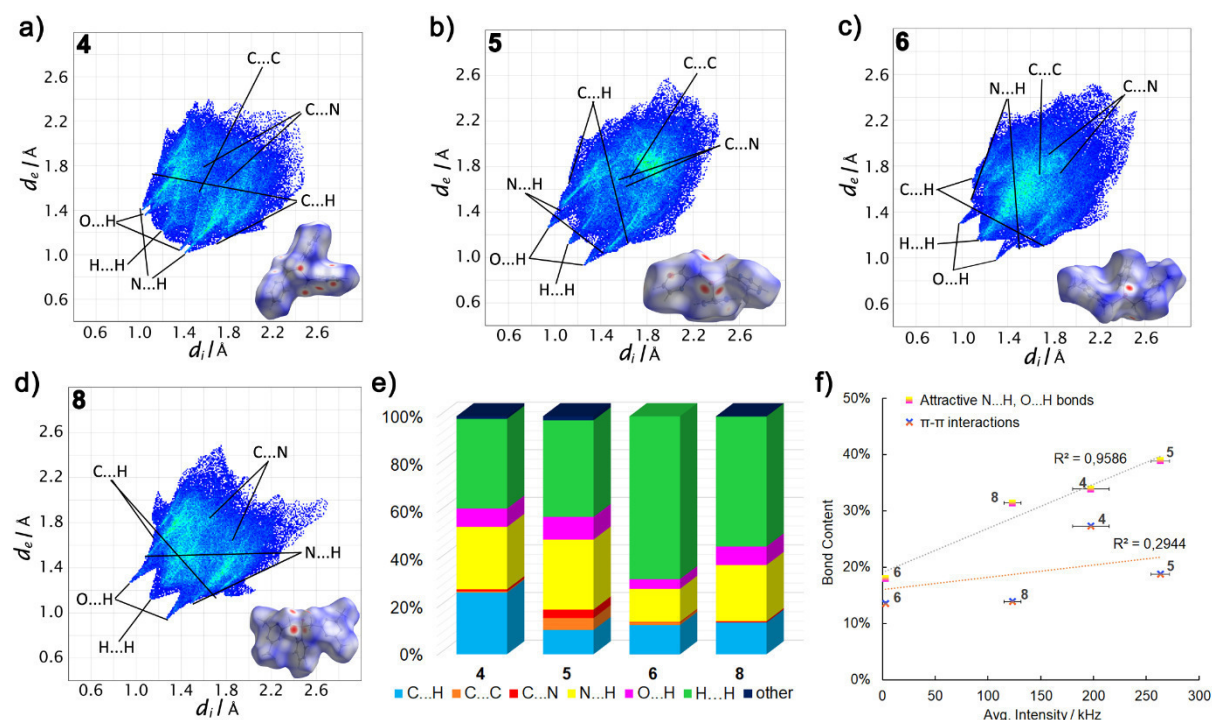 a)
4
C...C
C...N
C...H
O...H
H...H
N...H
2.6
2.2
1.8
1.4
1.0
0.6
d_e / Å
0.6 1.0 1.4 1.8 2.2 2.6
d_i / Å
b)
5
C...C
C...H
C...N
N...H
O...H
H...H
2.6
2.2
1.8
1.4
1.0
0.6
d_e / Å
0.6 1.0 1.4 1.8 2.2 2.6
d_i / Å
c)
6
C...C
N...H
C...N
C...H
H...H
O...H
2.6
2.2
1.8
1.4
1.0
0.6
d_e / Å
0.6 1.0 1.4 1.8 2.2 2.6
d_i / Å
d)
8
C...N
C...H
N...H
O...H
H...H
2.6
2.2
1.8
1.4
1.0
0.6
d_e / Å
0.6 1.0 1.4 1.8 2.2 2.6
d_i / Å
e)
100%
80%
60%
40%
20%
0%
4 5 6 8
C...H C...C C...N N...H O...H H...H other
f)
Attractive N...H, O...H bonds
π-π interactions
50%
40%
30%
20%
10%
0%
Bond Content
R² = 0,9586
5
4
8
6
4
R² = 0,2944
5
8
6
0 50 100 150 200 250 300
Avg. Intensity / kHz